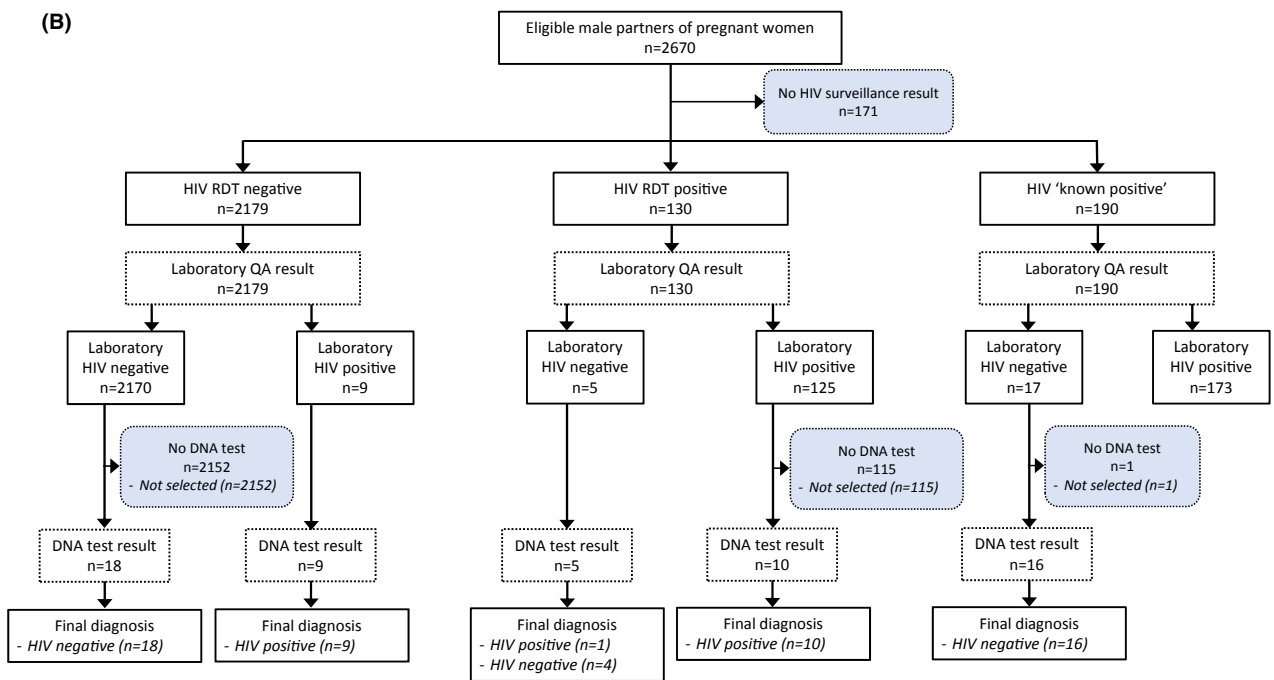 (B)
Eligible male partners of pregnant women
n=2670
No HIV surveillance result
n=171
HIV RDT negative
n=2179
HIV RDT positive
n=130
HIV ‘known positive’
n=190
Laboratory QA result
n=2179
Laboratory QA result
n=130
Laboratory QA result
n=190
Laboratory
HIV negative
n=2170
Laboratory
HIV positive
n=9
Laboratory
HIV negative
n=5
Laboratory
HIV positive
n=125
Laboratory
HIV negative
n=17
Laboratory
HIV positive
n=173
No DNA test
n=2152
- Not selected (n=2152)
No DNA test
n=115
- Not selected (n=115)
No DNA test
n=1
- Not selected (n=1)
DNA test result
n=18
DNA test result
n=9
DNA test result
n=5
DNA test result
n=10
DNA test result
n=16
Final diagnosis
- HIV negative (n=18)
Final diagnosis
- HIV positive (n=9)
Final diagnosis
- HIV positive (n=1)
- HIV negative (n=4)
Final diagnosis
- HIV positive (n=10)
Final diagnosis
- HIV negative (n=16)